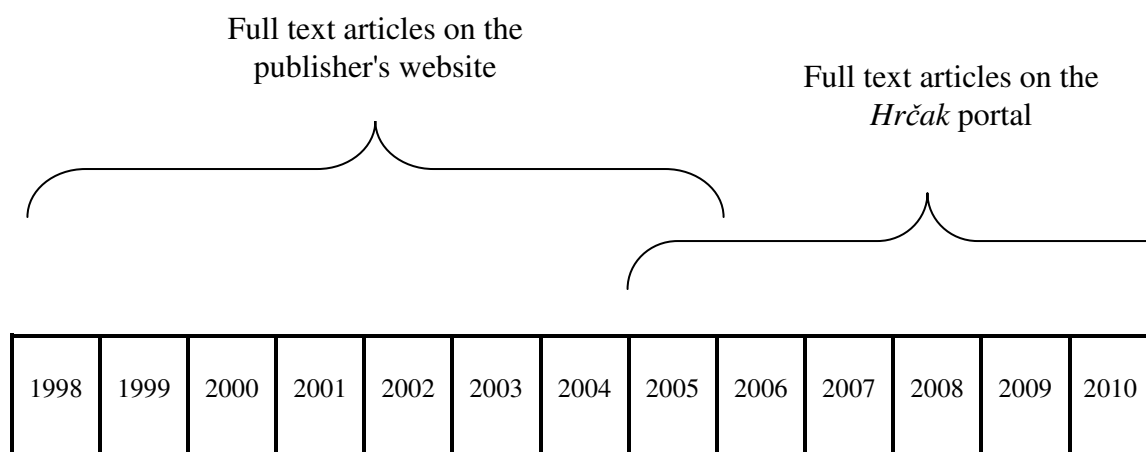 Full text articles on the
publisher's website
Full text articles on the
Hrčak portal
1998 1999 2000 2001 2002 2003 2004 2005 2006 2007 2008 2009 2010